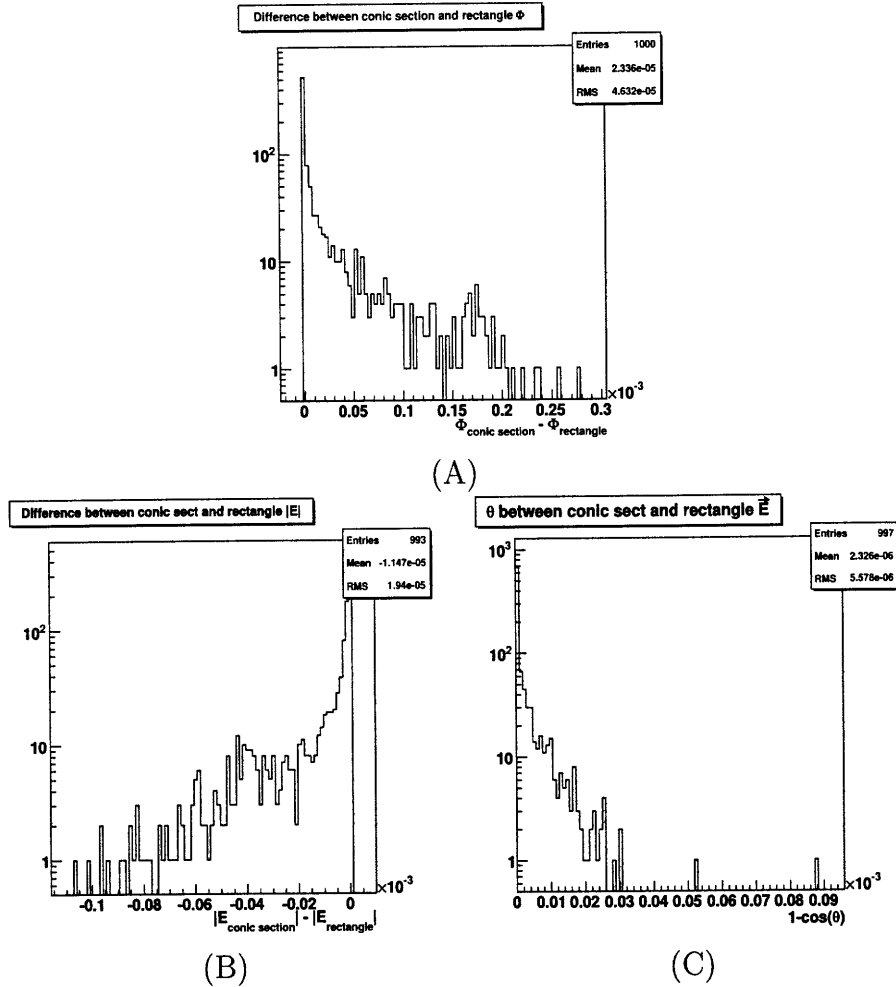 Difference between conic section and rectangle Φ
Entries 1000
Mean 2.336e-05
RMS 4.632e-05
10²
10
1
0 0.05 0.1 0.15 0.2 0.25 0.3
×10⁻³
Φconic section - Φrectangle
(A)
Difference between conic sect and rectangle |E|
Entries 993
Mean -1.147e-05
RMS 1.94e-05
10²
10
1
-0.1 -0.08 -0.06 -0.04 -0.02 0
×10⁻³
|Econic section| - |Erectangle|
(B)
θ between conic sect and rectangle E⃗
Entries 997
Mean 2.326e-06
RMS 5.578e-06
10³
10²
10
1
0 0.01 0.02 0.03 0.04 0.05 0.06 0.07 0.08 0.09
×10⁻³
1-cos(θ)
(C)